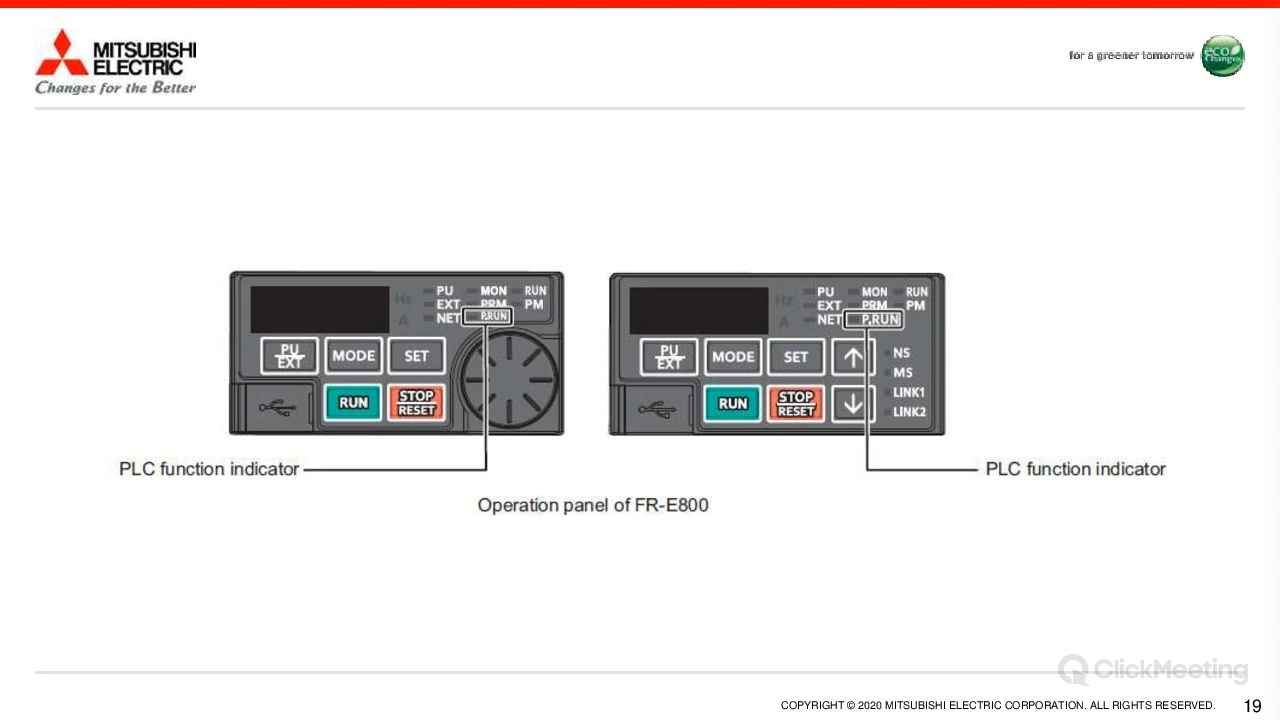 MITSUBISHI
ELECTRIC
Changes for the Better
for a greener tomorrow
eco
Changes
Hz
A
PU
EXT
NET
MON
PRM
P.RUN
RUN
PM
PU
EXT
MODE
SET
RUN
STOP
RESET
Hz
A
PU
EXT
NET
MON
PRM
P.RUN
RUN
PM
PU
EXT
MODE
SET
RUN
STOP
RESET
NS
MS
LINK1
LINK2
PLC function indicator
PLC function indicator
Operation panel of FR-E800
ClickMeeting
COPYRIGHT © 2020 MITSUBISHI ELECTRIC CORPORATION. ALL RIGHTS RESERVED.
19